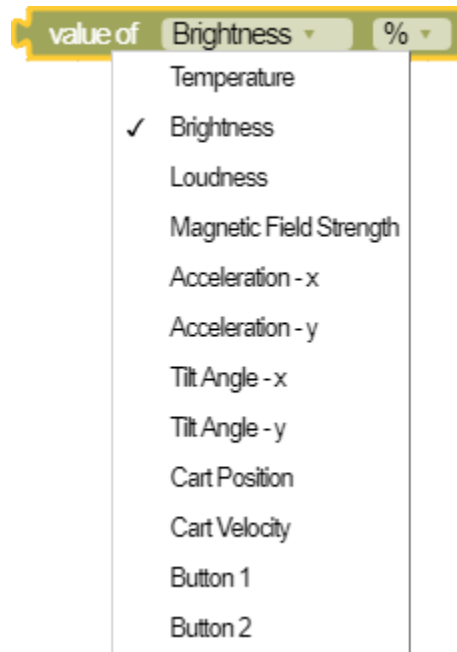 value of Brightness %
Temperature
✓ Brightness
Loudness
Magnetic Field Strength
Acceleration - x
Acceleration - y
Tilt Angle - x
Tilt Angle - y
Cart Position
Cart Velocity
Button 1
Button 2